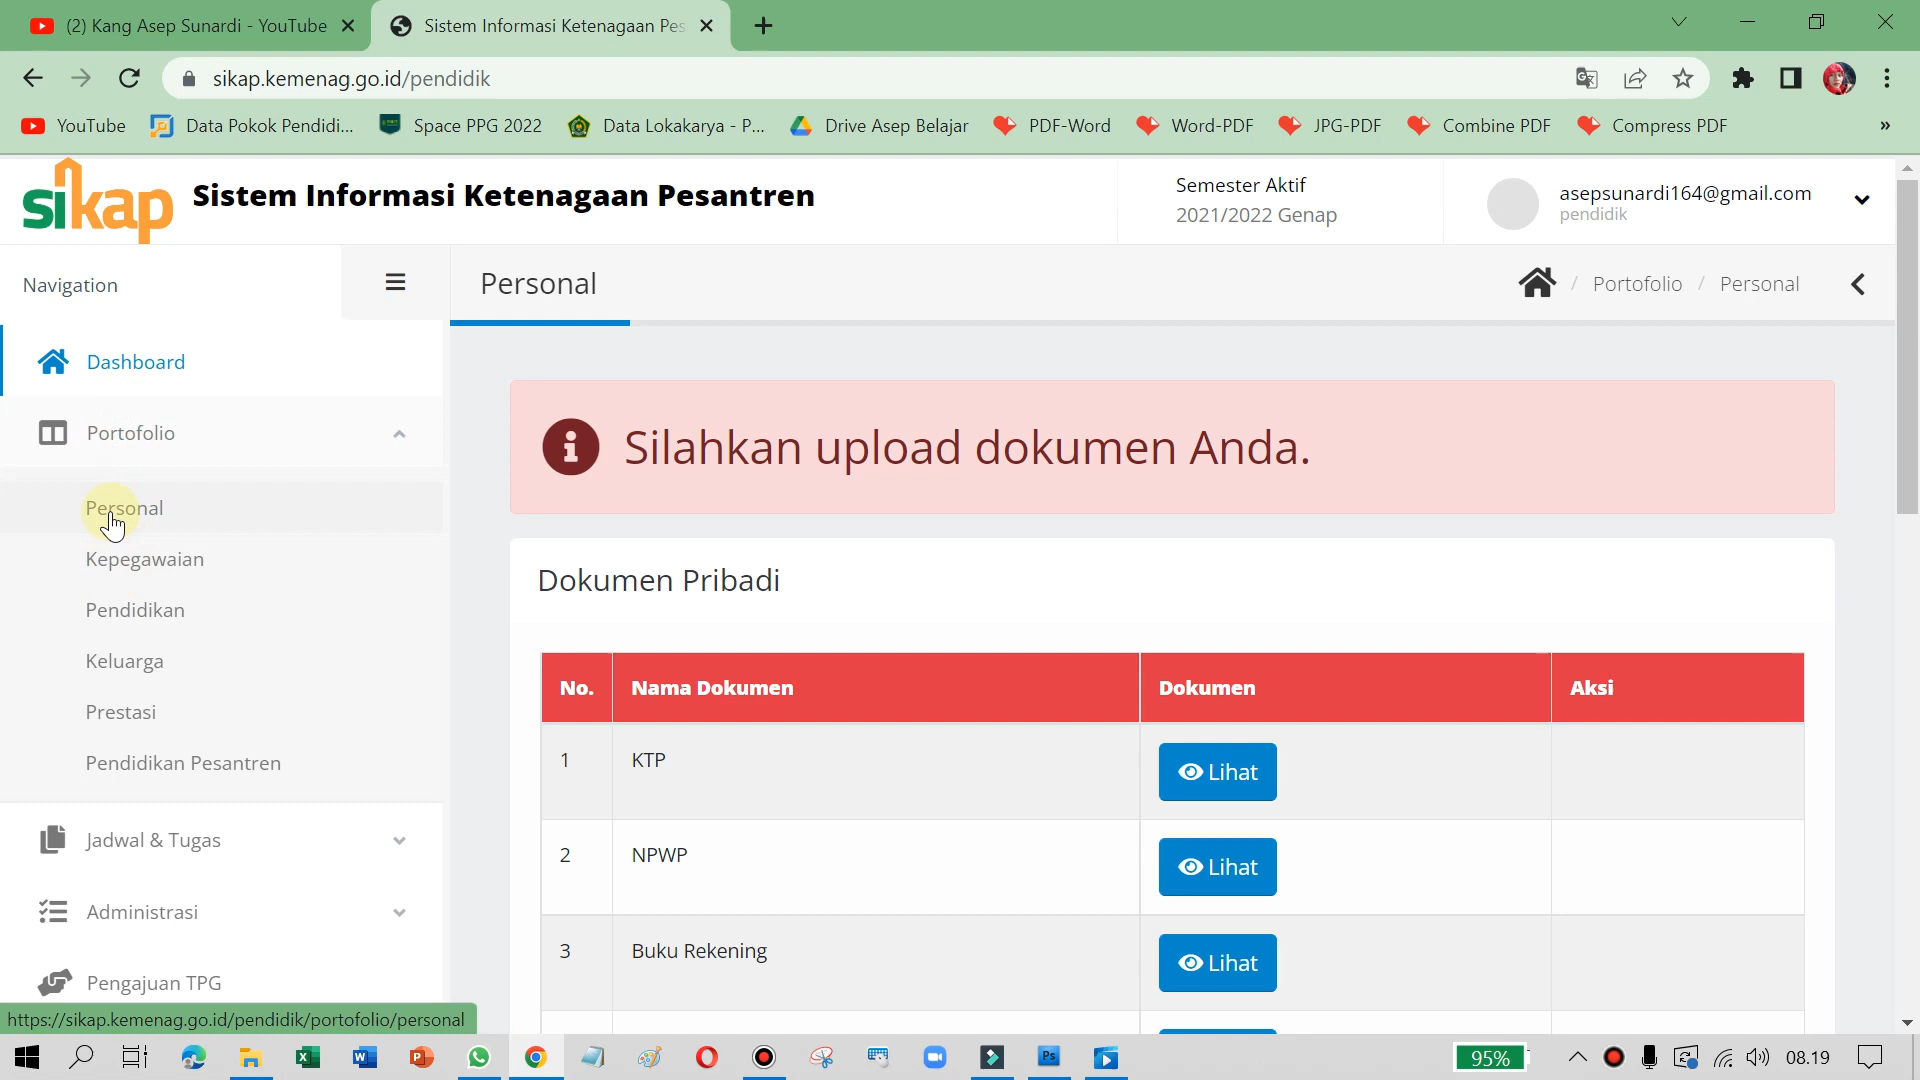 (2) Kang Asep Sunardi - YouTube
Sistem Informasi Ketenagaan Pes
sikap.kemenag.go.id/pendidik
YouTube
Data Pokok Pendidi...
Space PPG 2022
Data Lokakarya - P...
Drive Asep Belajar
PDF-Word
Word-PDF
JPG-PDF
Combine PDF
Compress PDF
»
sikap
Sistem Informasi Ketenagaan Pesantren
Semester Aktif
2021/2022 Genap
asepsunardi164@gmail.com
pendidik
Navigation
Personal
/ Portofolio / Personal
Dashboard
Portofolio
Personal
Kepegawaian
Pendidikan
Keluarga
Prestasi
Pendidikan Pesantren
Jadwal & Tugas
Administrasi
Pengajuan TPG
Silahkan upload dokumen Anda.
Dokumen Pribadi
No. Nama Dokumen Dokumen Aksi
1 KTP Lihat
2 NPWP Lihat
3 Buku Rekening Lihat
https://sikap.kemenag.go.id/pendidik/portofolio/personal
95%
08.19